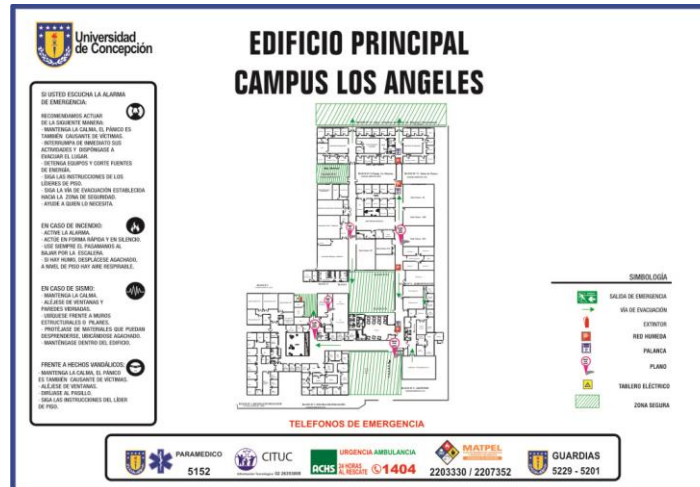 Universidad
de Concepción
EDIFICIO PRINCIPAL
CAMPUS LOS ANGELES
SI USTED ESCUCHA LA ALARMA
DE EMERGENCIA:
RECOMENDAMOS ACTUAR
DE LA SIGUIENTE MANERA:
- MANTENGA LA CALMA, EL PÁNICO ES
TAMBIÉN CAUSANTE DE VÍCTIMAS.
- INTERRUMPA DE INMEDIATO SUS
ACTIVIDADES Y DISPÓNGASE A
EVACUAR EL LUGAR.
- DETENGA EQUIPOS Y CORTE FUENTES
DE ENERGÍA.
- SIGA LAS INSTRUCCIONES DE LOS
LÍDERES DE PISO.
- SIGA LA VÍA DE EVACUACIÓN ESTABLECIDA
HACIA LA ZONA DE SEGURIDAD.
- AYUDE A QUIEN LO NECESITA.
EN CASO DE INCENDIO:
- ACTIVE LA ALARMA.
- ACTÚE EN FORMA RÁPIDA Y EN SILENCIO.
- USE SIEMPRE EL PASAMANOS AL
BAJAR POR LA ESCALERA.
- SI HAY HUMO, DESPLÁCESE AGACHADO,
A NIVEL DE PISO HAY AIRE RESPIRABLE.
EN CASO DE SISMO:
- MANTENGA LA CALMA.
- ALÉJESE DE VENTANAS Y
PAREDES VIDRIADAS.
- UBÍQUESE FRENTE A MUROS
ESTRUCTURALES O PILARES.
- PROTÉJASE DE MATERIALES QUE PUEDAN
DESPRENDERSE, UBICÁNDOSE AGACHADO.
- MANTÉNGASE DENTRO DEL EDIFICIO.
FRENTE A HECHOS VANDÁLICOS:
- MANTENGA LA CALMA, EL PÁNICO
ES TAMBIÉN CAUSANTE DE VÍCTIMAS.
- ALÉJESE DE VENTANAS.
- DIRÍJASE AL PASILLO.
- SIGA LAS INSTRUCCIONES DEL LÍDER
DE PISO.
SIMBOLOGÍA
SALIDA DE EMERGENCIA
VÍA DE EVACUACIÓN
EXTINTOR
RED HUMEDA
PALANCA
PLANO
TABLERO ELÉCTRICO
ZONA SEGURA
TELEFONOS DE EMERGENCIA
PARAMEDICO
5152
CITUC
ACHS
URGENCIA AMBULANCIA
24 HORAS
AL RESCATE
1404
MATPEL
2203330 / 2207352
GUARDIAS
5229 - 5201